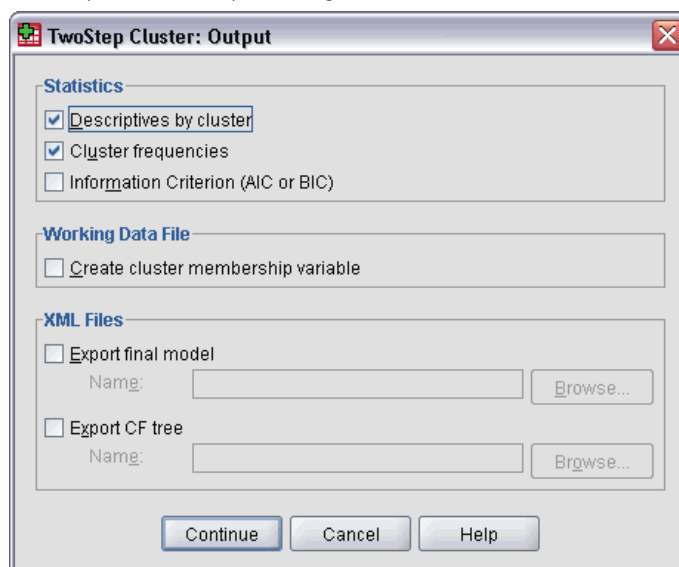 TwoStep Cluster: Output
Statistics
Descriptives by cluster
Cluster frequencies
Information Criterion (AIC or BIC)
Working Data File
Create cluster membership variable
XML Files
Export final model
Name:
Browse...
Export CF tree
Name:
Browse...
Continue Cancel Help